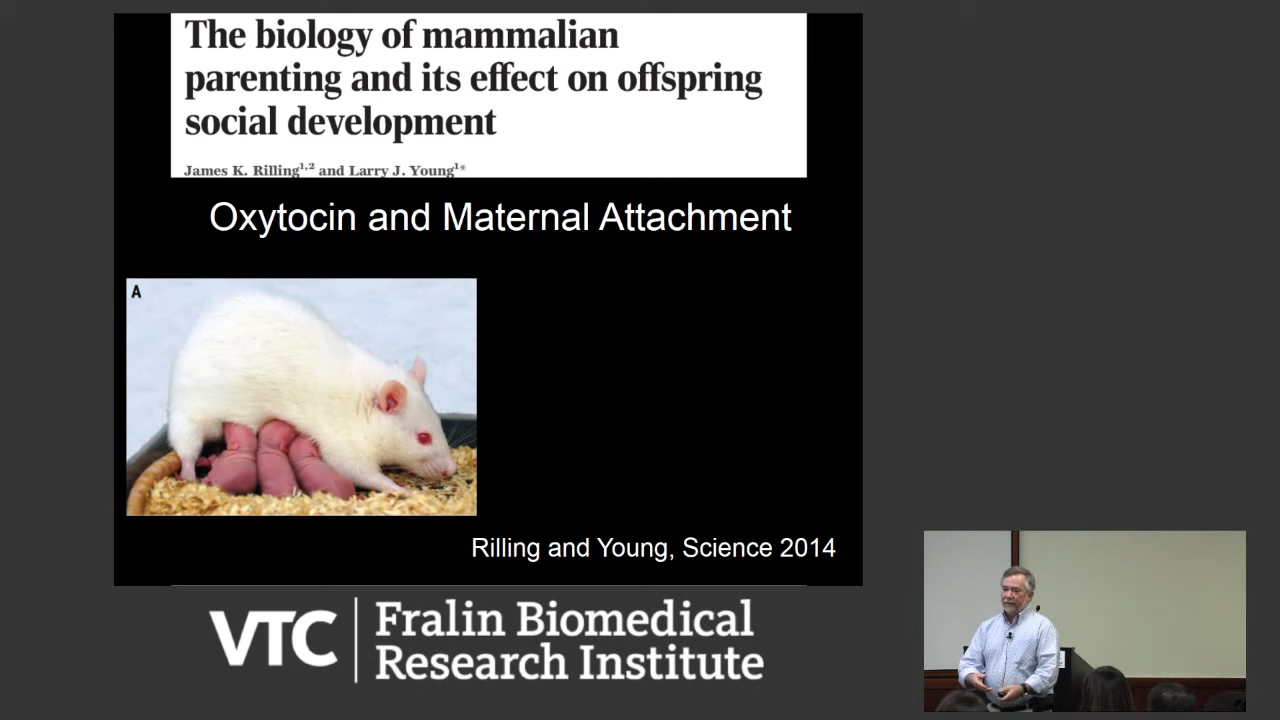 The biology of mammalian
parenting and its effect on offspring
social development
James K. Rilling1,2 and Larry J. Young1*
Oxytocin and Maternal Attachment
A
Rilling and Young, Science 2014
VTC
Fralin Biomedical
Research Institute